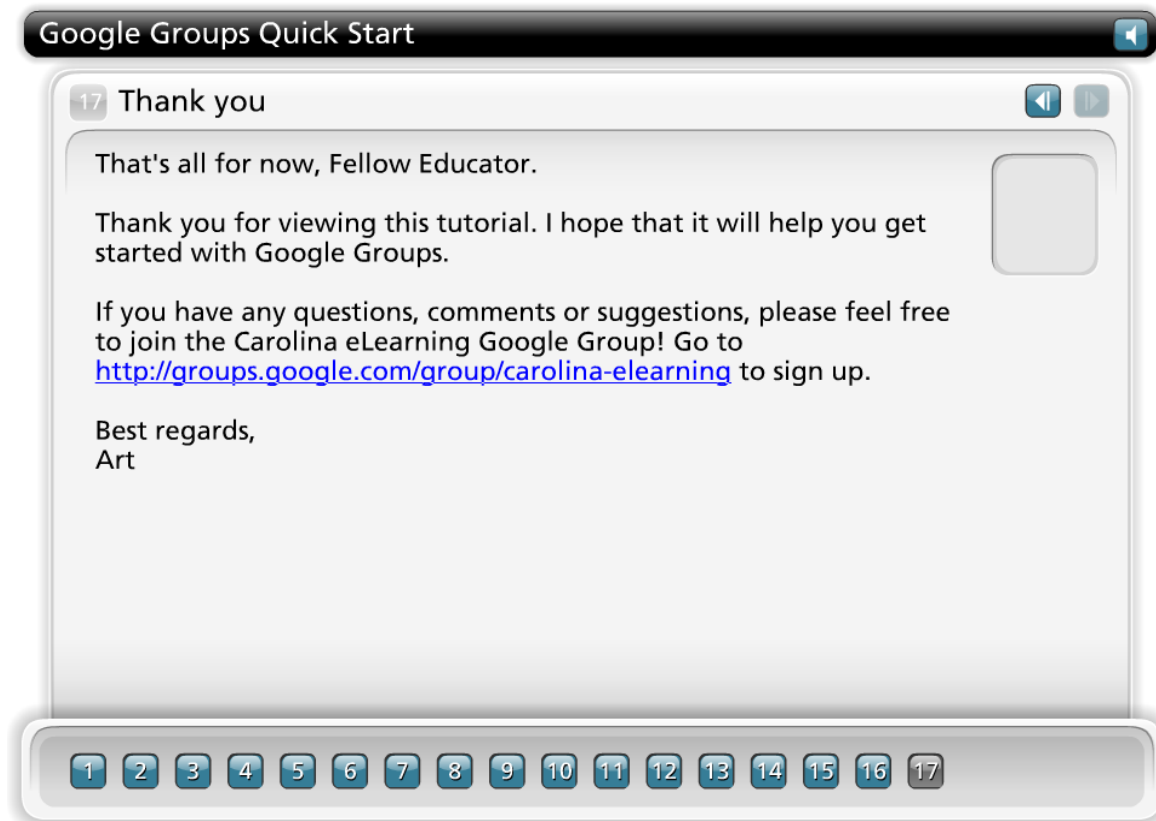 Google Groups Quick Start
17 Thank you
That's all for now, Fellow Educator.
Thank you for viewing this tutorial. I hope that it will help you get
started with Google Groups.
If you have any questions, comments or suggestions, please feel free
to join the Carolina eLearning Google Group! Go to
http://groups.google.com/group/carolina-elearning to sign up.
Best regards,
Art
1 2 3 4 5 6 7 8 9 10 11 12 13 14 15 16 17